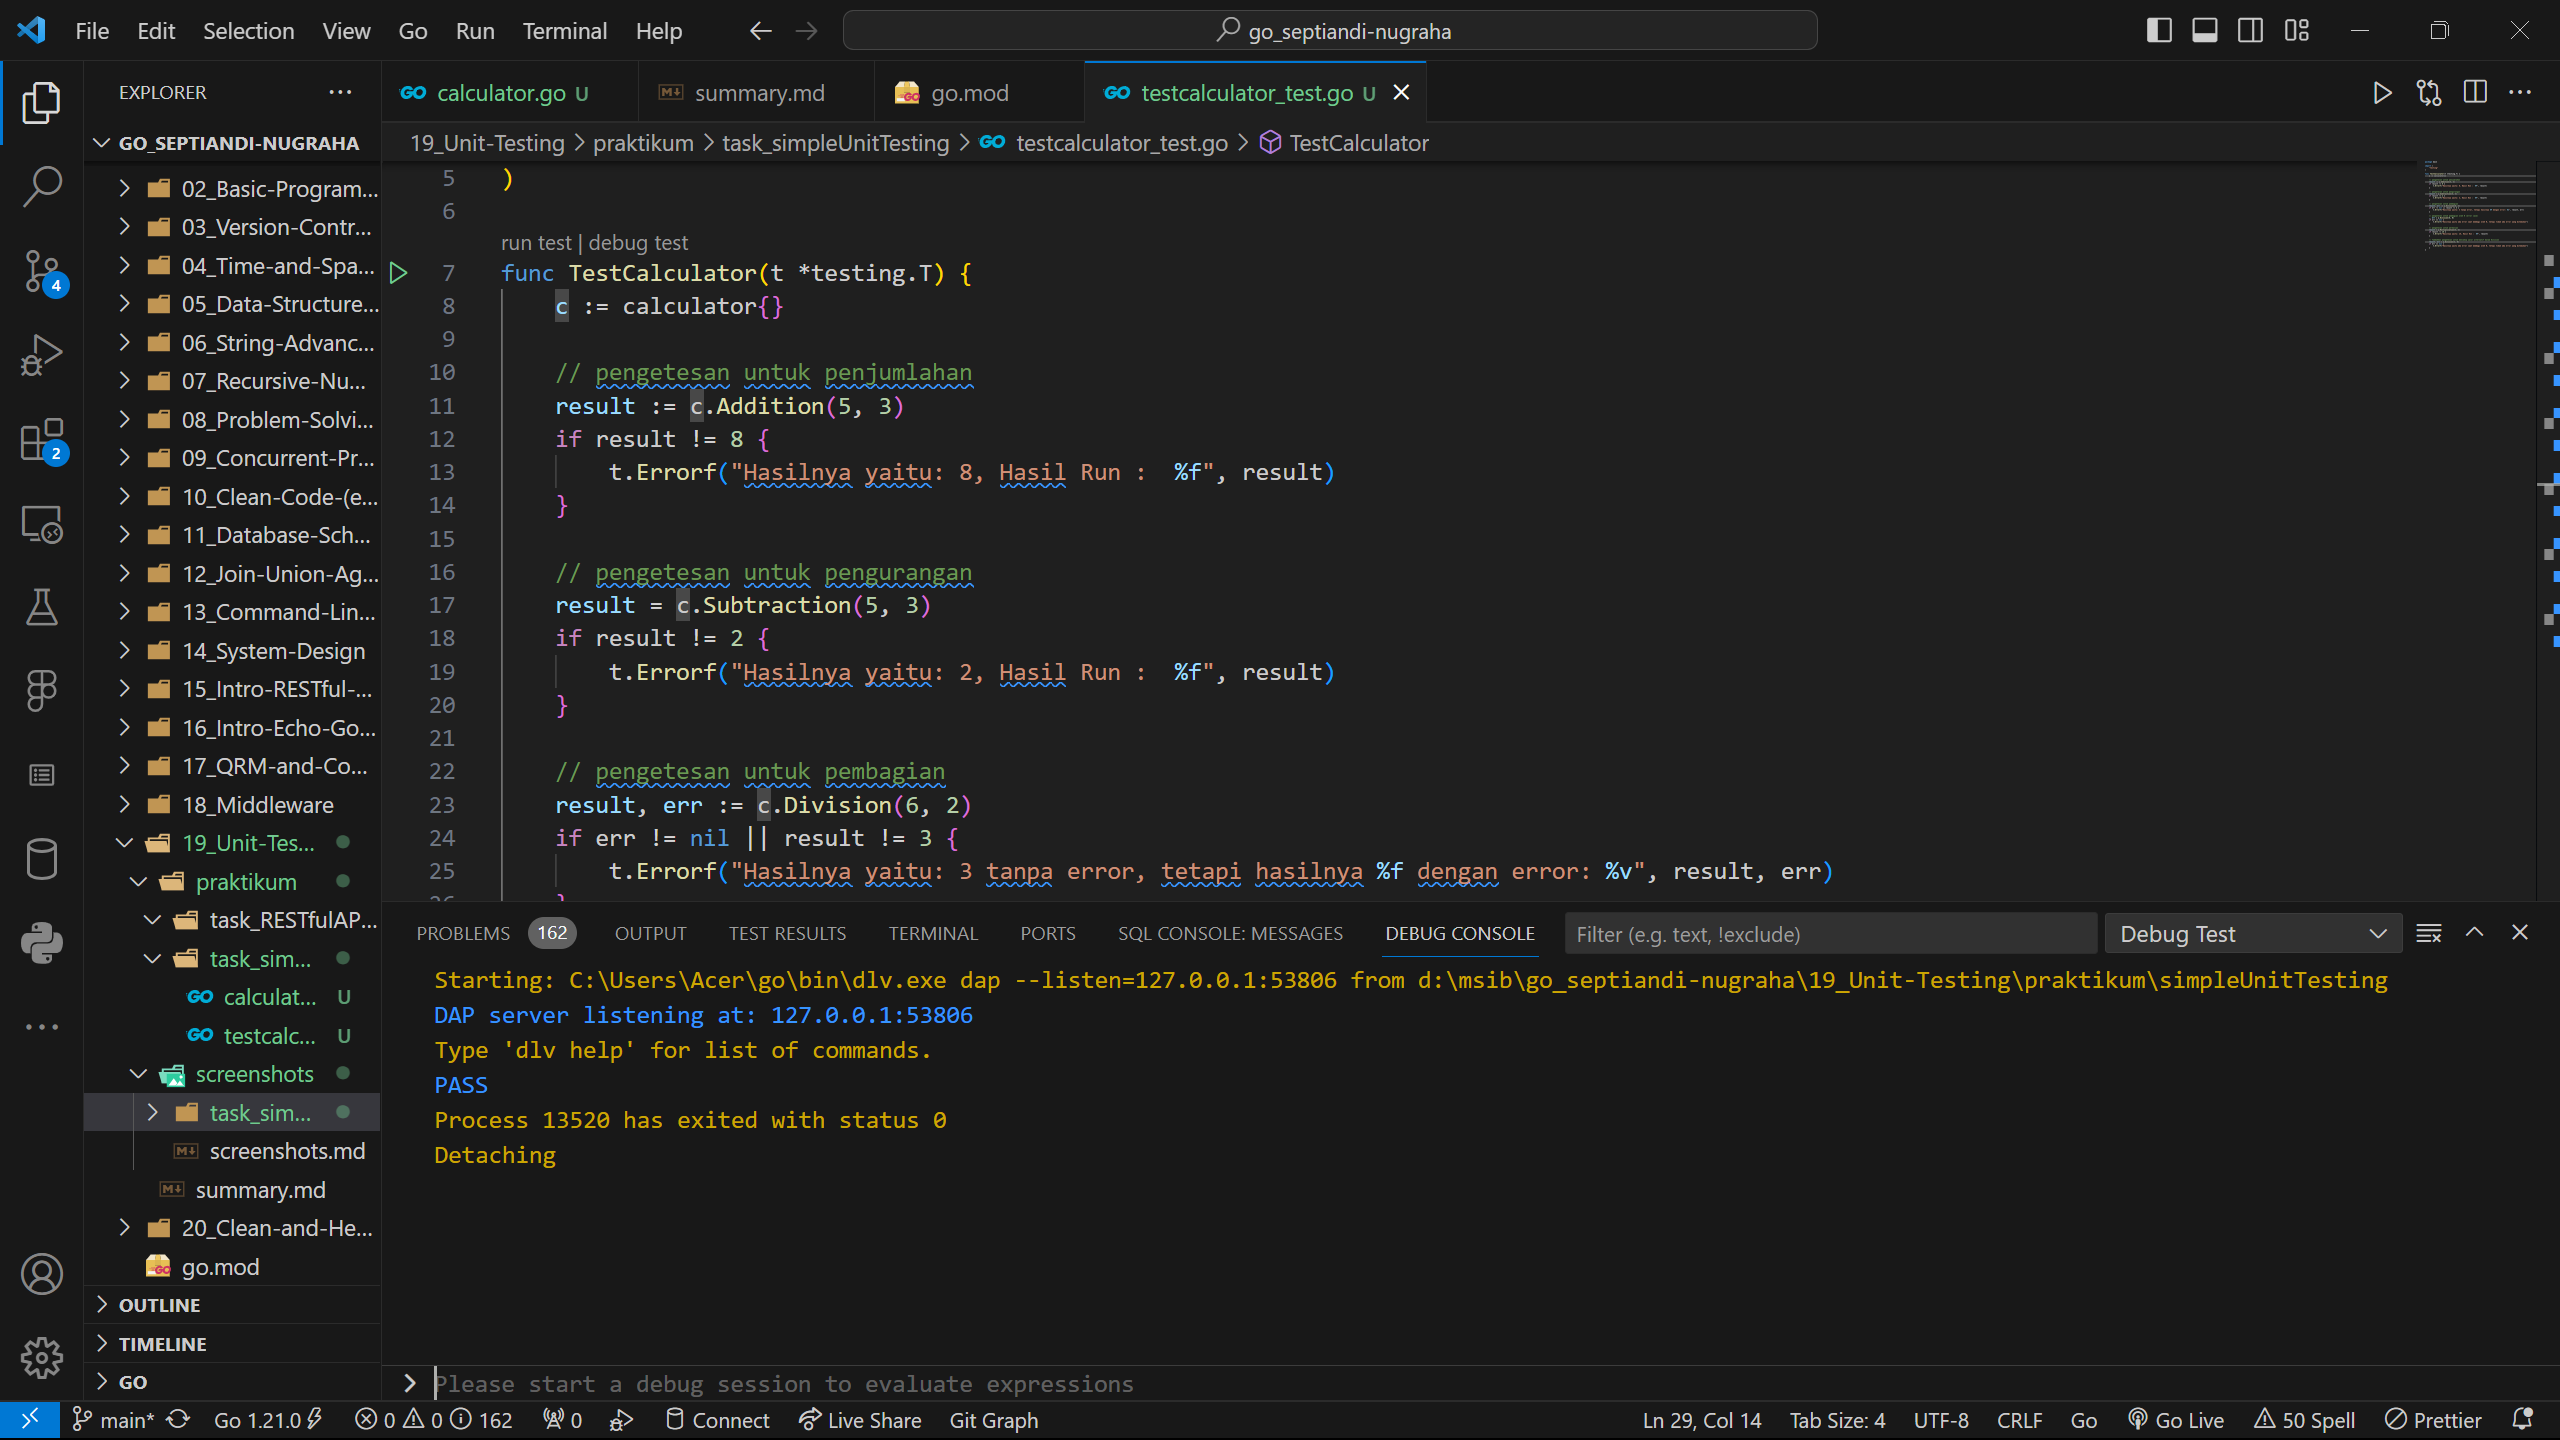 File Edit Selection View Go Run Terminal Help
go_septiandi-nugraha
EXPLORER
GO_SEPTIANDI-NUGRAHA
02_Basic-Program...
03_Version-Contr...
04_Time-and-Spa...
05_Data-Structure...
06_String-Advanc...
07_Recursive-Nu...
08_Problem-Solvi...
09_Concurrent-Pr...
10_Clean-Code-(e...
11_Database-Sch...
12_Join-Union-Ag...
13_Command-Lin...
14_System-Design
15_Intro-RESTful-...
16_Intro-Echo-Go...
17_QRM-and-Co...
18_Middleware
19_Unit-Tes...
praktikum
task_RESTfulAP...
task_sim...
calculat... U
testcalc... U
screenshots
task_sim...
screenshots.md
summary.md
20_Clean-and-He...
go.mod
OUTLINE
TIMELINE
GO
4
2
calculator.go U
summary.md
go.mod
testcalculator_test.go U
19_Unit-Testing > praktikum > task_simpleUnitTesting > testcalculator_test.go > TestCalculator
5 )
6
run test | debug test
7 func TestCalculator(t *testing.T) {
8 c := calculator{}
9
10 // pengetesan untuk penjumlahan
11 result := c.Addition(5, 3)
12 if result != 8 {
13 t.Errorf("Hasilnya yaitu: 8, Hasil Run :  %f", result)
14 }
15
16 // pengetesan untuk pengurangan
17 result = c.Subtraction(5, 3)
18 if result != 2 {
19 t.Errorf("Hasilnya yaitu: 2, Hasil Run :  %f", result)
20 }
21
22 // pengetesan untuk pembagian
23 result, err := c.Division(6, 2)
24 if err != nil || result != 3 {
25 t.Errorf("Hasilnya yaitu: 3 tanpa error, tetapi hasilnya %f dengan error: %v", result, err)
PROBLEMS 162 OUTPUT TEST RESULTS TERMINAL PORTS SQL CONSOLE: MESSAGES DEBUG CONSOLE
Filter (e.g. text, !exclude)
Debug Test
Starting: C:\Users\Acer\go\bin\dlv.exe dap --listen=127.0.0.1:53806 from d:\msib\go_septiandi-nugraha\19_Unit-Testing\praktikum\simpleUnitTesting
DAP server listening at: 127.0.0.1:53806
Type 'dlv help' for list of commands.
PASS
Process 13520 has exited with status 0
Detaching
Please start a debug session to evaluate expressions
main* Go 1.21.0 0 0 162 0 Connect Live Share Git Graph
Ln 29, Col 14 Tab Size: 4 UTF-8 CRLF Go Go Live 50 Spell Prettier